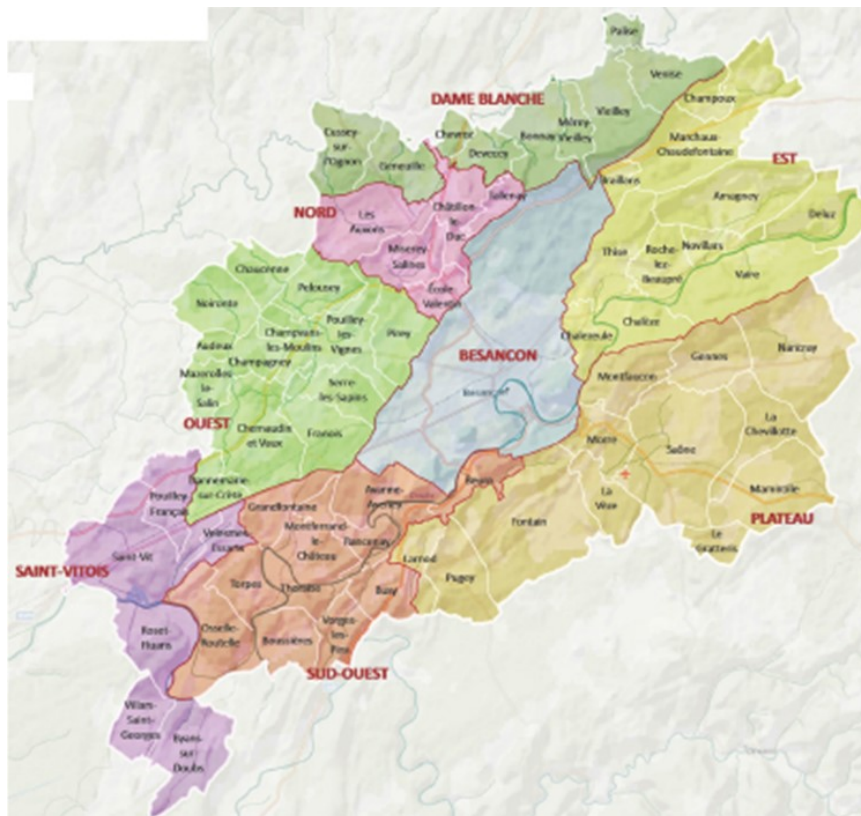 Palise
Venise
DAME BLANCHE
Champoux
Vieilley
Cussey-
sur-
l'Ognon
Chevroz
Bonnay
Mérey-
Vieilley
Marchaux-
Chaudefontaine
Geneuille
Devecey
EST
Braillans
Amagney
NORD
Les
Auxons
Châtillon-
le-
Duc
Tallenay
Deluz
Miserey-
Salines
Thise
Roche-
lez-
Beaupré
Novillars
Chaucenne
Vaire
Pelousey
École-
Valentin
Noironte
Pouilley-
les-
Vignes
Champvans-
les-Moulins
Pirey
Chalèze
Chalezeule
Audeux
Champagney
BESANÇON
Gennes
Nancray
Mazerolles-
le-
Salin
Serre-
les-Sapins
Montfaucon
Besançon
OUEST
Chemaudin
et Vaux
Franois
La
Chevillotte
Morre
Saône
Dannemarie-
sur-Crète
Beure
Avanne-
Aveney
Pouilley-
Français
La
Vèze
Mamirolle
Grandfontaine
PLATEAU
Fontain
Montferrand-
le-
Château
Rancenay
Velesmes-
Essarts
Saint-Vit
Le
Gratteris
Larnod
SAINT-VITOIS
Torpes
Thoraise
Busy
Pugey
Roset-
Fluans
Osselle-
Routelle
Boussières
Vorges-
les-
Pins
SUD-OUEST
Villars-
Saint-
Georges
Byans-
sur-
Doubs